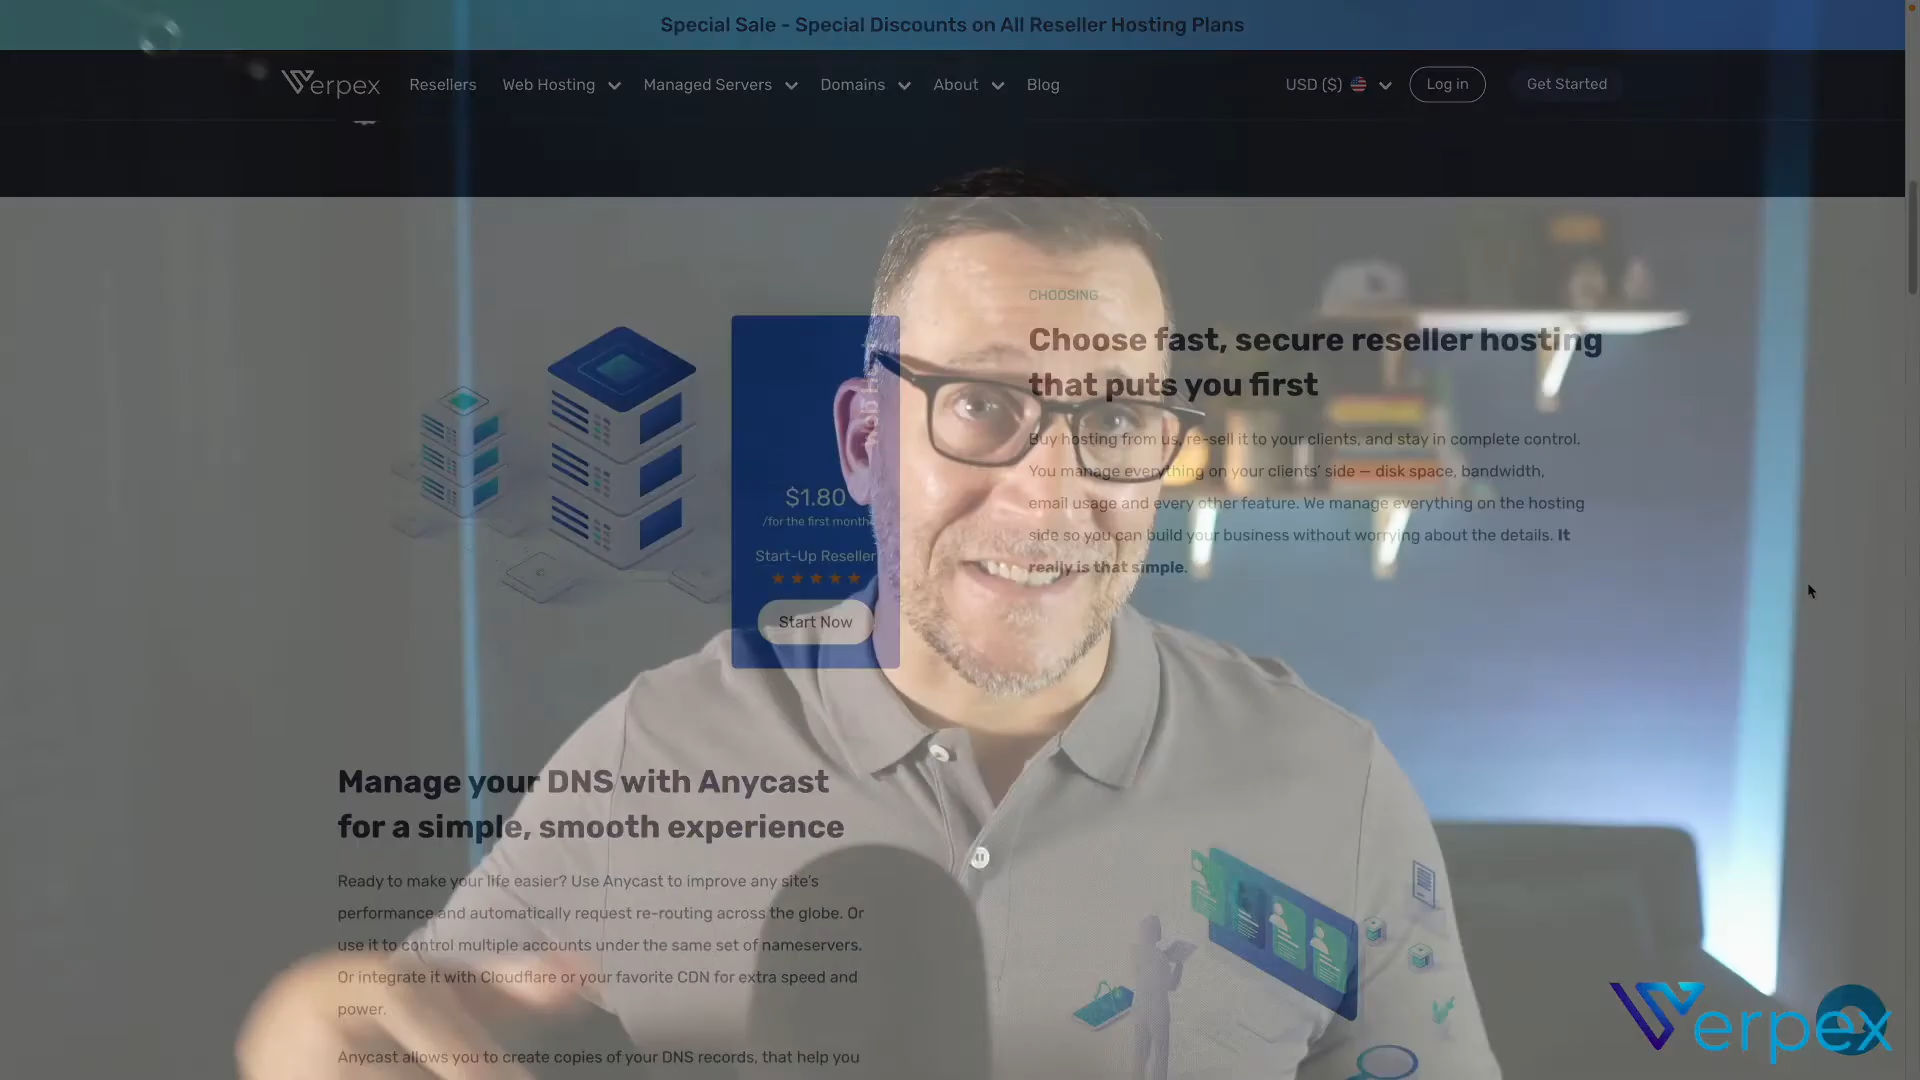 Special Sale - Special Discounts on All Reseller Hosting Plans
Verpex
Resellers
Web Hosting
Managed Servers
Domains
About
Blog
USD ($)
Log in
Get Started
CHOOSING
Choose fast, secure reseller hosting
that puts you first
Buy hosting from us, re-sell it to your clients, and stay in complete control.
You manage everything on your clients' side — disk space, bandwidth,
email usage and every other feature. We manage everything on the hosting
side so you can build your business without worrying about the details. It
really is that simple.
$1.80
/for the first month
Start-Up Reseller
Start Now
Manage your DNS with Anycast
for a simple, smooth experience
Ready to make your life easier? Use Anycast to improve any site's
performance and automatically request re-routing across the globe. Or
use it to control multiple accounts under the same set of nameservers.
Or integrate it with Cloudflare or your favorite CDN for extra speed and
power.
Anycast allows you to create copies of your DNS records, that help you
Verpex